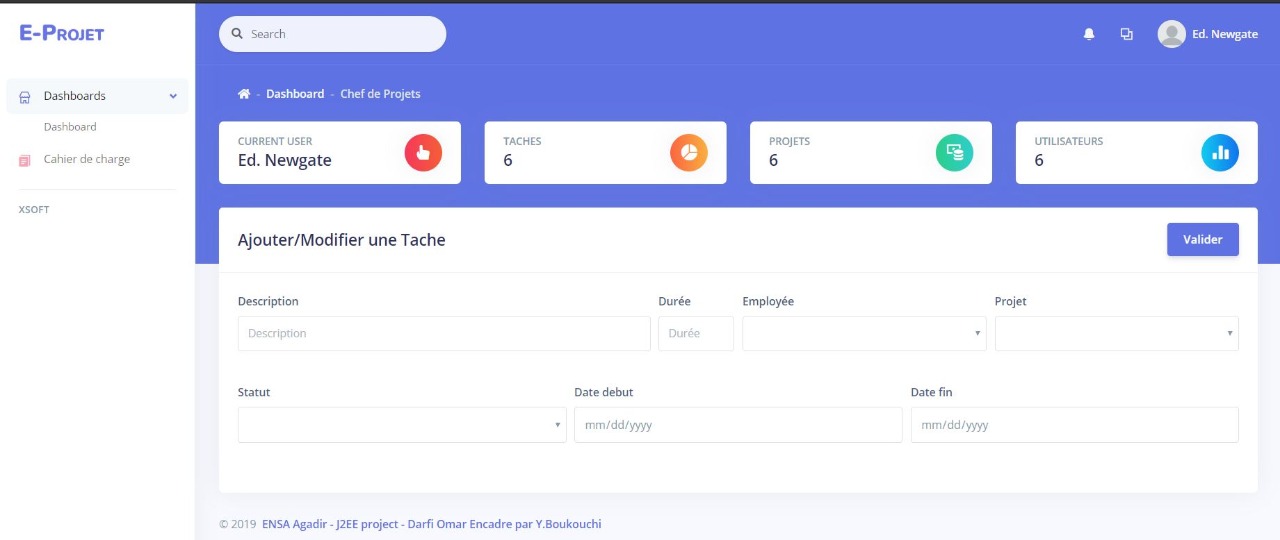 E-PROJET
Search
Ed. Newgate
Dashboards
Dashboard
Cahier de charge
XSOFT
- Dashboard - Chef de Projets
CURRENT USER
Ed. Newgate
TACHES
6
PROJETS
6
UTILISATEURS
6
Ajouter/Modifier une Tache
Valider
Description
Durée
Employée
Projet
Description
Durée
Statut
Date debut
Date fin
mm/dd/yyyy
mm/dd/yyyy
© 2019 ENSA Agadir - J2EE project - Darfi Omar Encadre par Y.Boukouchi